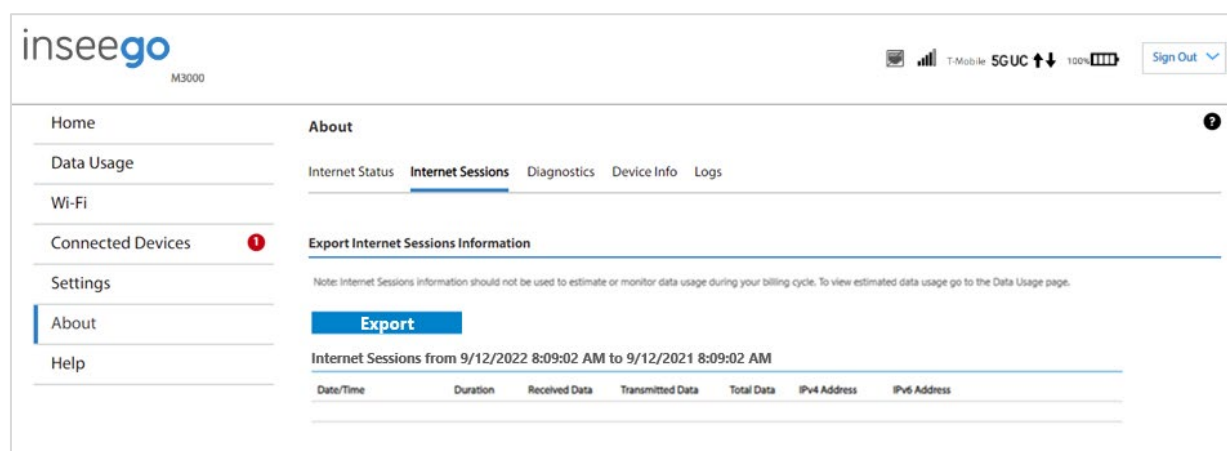 inseego
M3000
T-Mobile 5G UC 100% Sign Out
Home
Data Usage
Wi-Fi
Connected Devices 1
Settings
About
Help
About ?
Internet Status Internet Sessions Diagnostics Device Info Logs
Export Internet Sessions Information
Note: Internet Sessions information should not be used to estimate or monitor data usage during your billing cycle. To view estimated data usage go to the Data Usage page.
Export
Internet Sessions from 9/12/2022 8:09:02 AM to 9/12/2021 8:09:02 AM
Date/Time Duration Received Data Transmitted Data Total Data IPv4 Address IPv6 Address